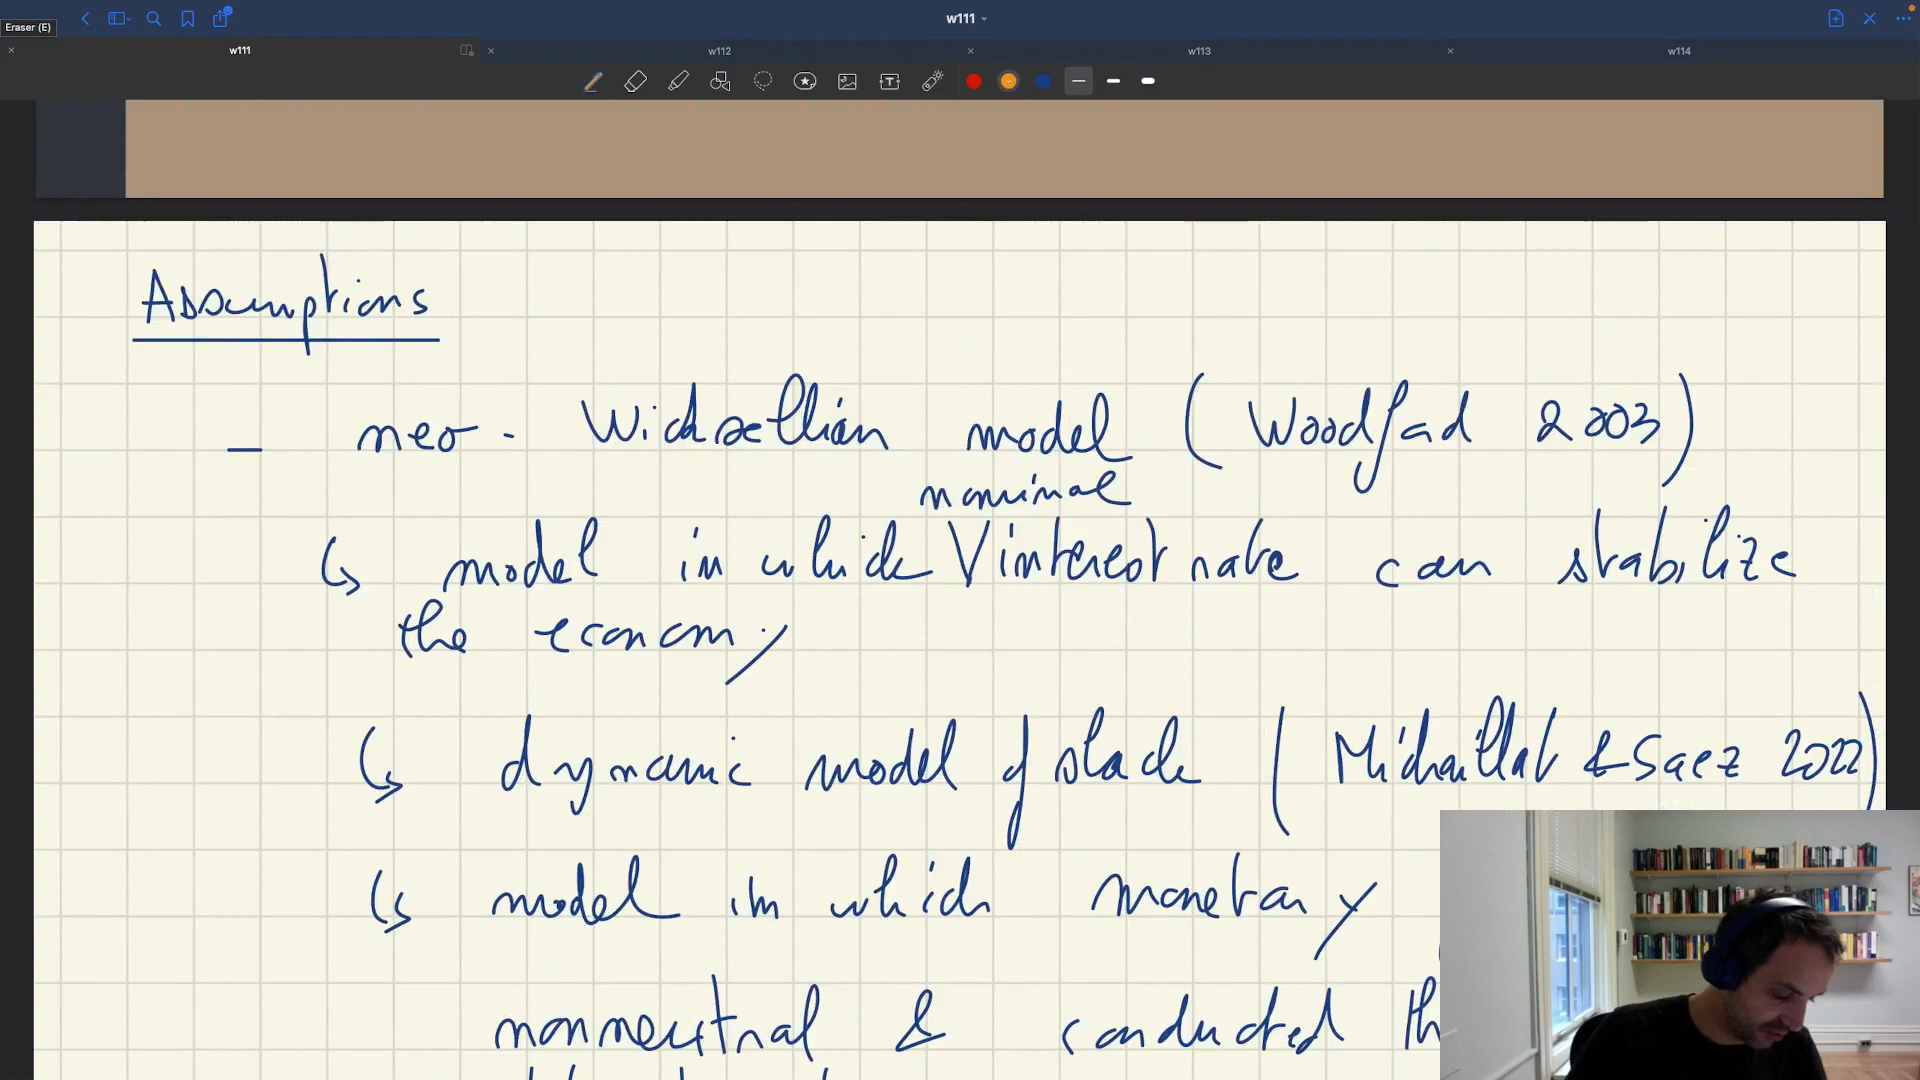 w111
Eraser (E)
w111
w112
w113
w114
Assumptions
— neo-Wicksellian model (Woodford 2003)
nominal
↳ model in which V interest rate can stabilize
the economy
↳ dynamic model of slack (Michaillat & Saez 2022)
↳ model in which monetary
nonneutral & conducted th